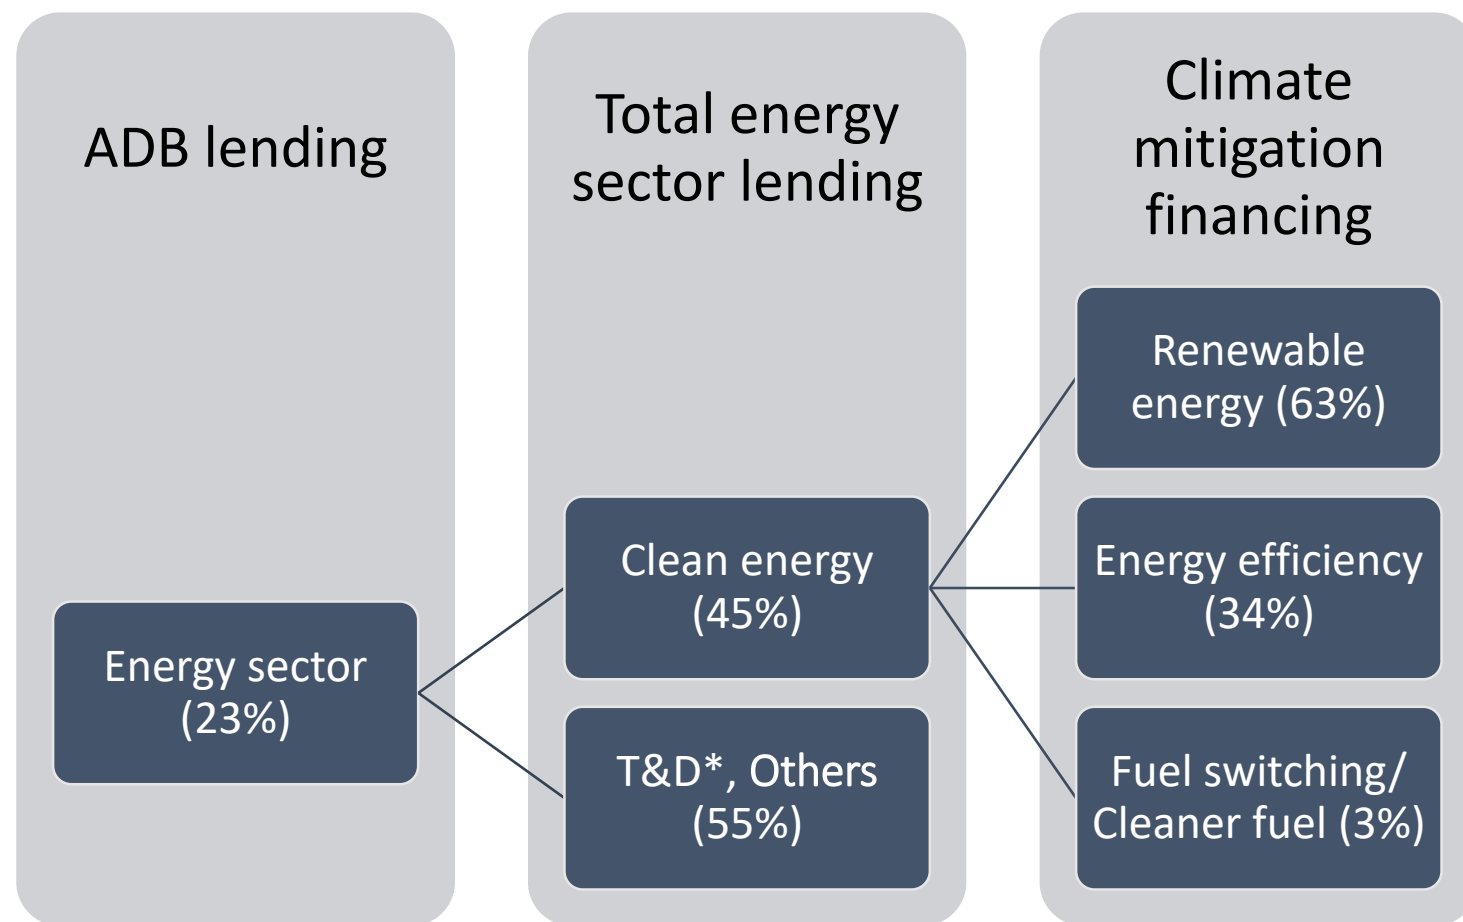 ADB lending
Energy sector
(23%)
Total energy
sector lending
Clean energy
(45%)
T&D*, Others
(55%)
Climate
mitigation
financing
Renewable
energy (63%)
Energy efficiency
(34%)
Fuel switching/
Cleaner fuel (3%)